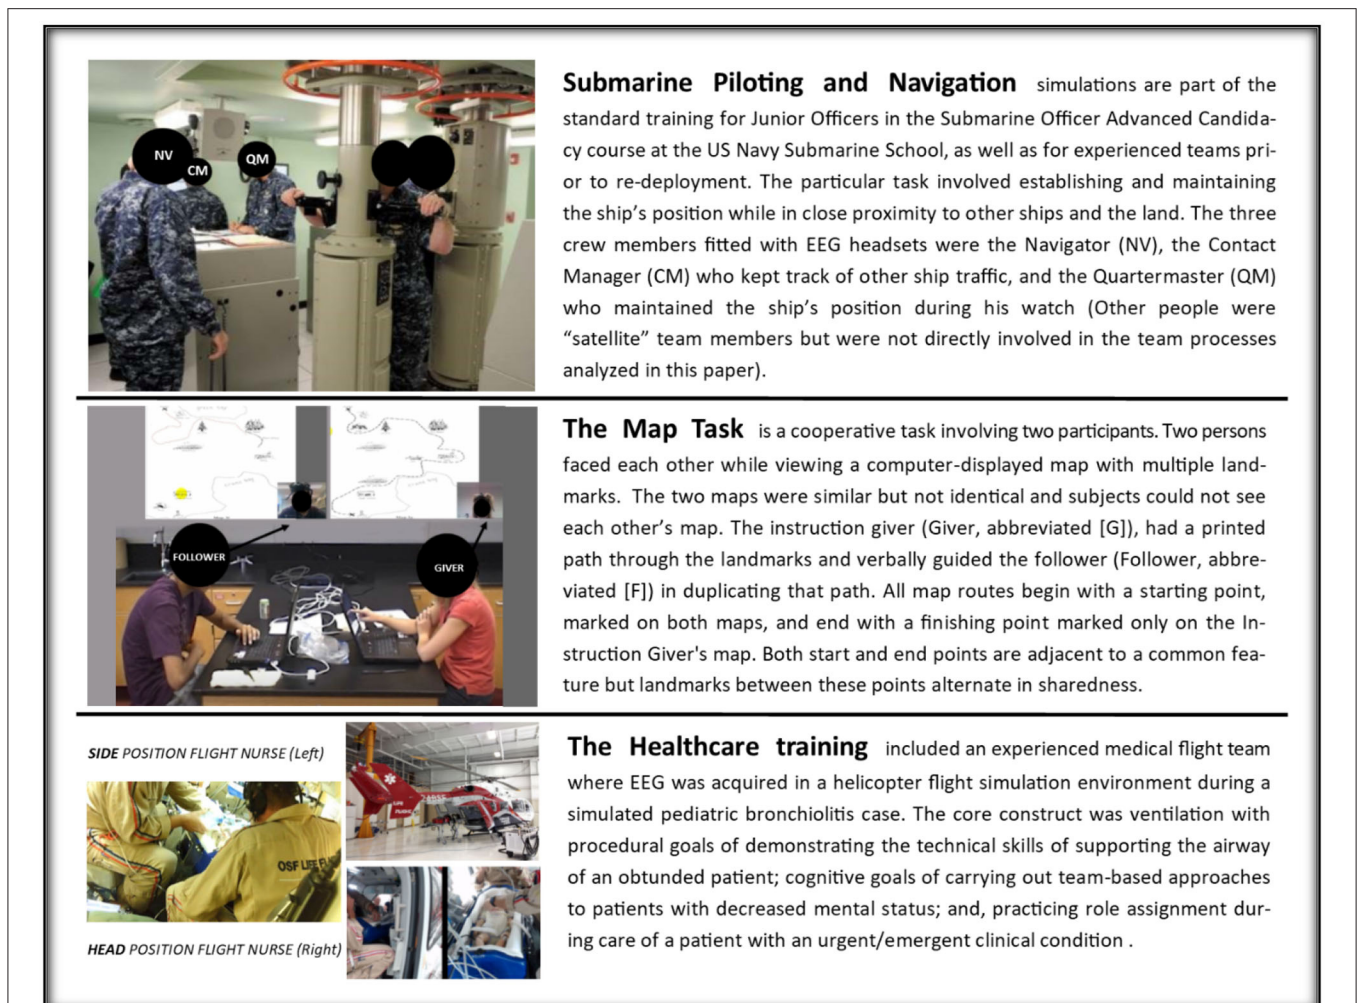 Submarine Piloting and Navigation simulations are part of the
standard training for Junior Officers in the Submarine Officer Advanced Candida-
cy course at the US Navy Submarine School, as well as for experienced teams pri-
or to re-deployment. The particular task involved establishing and maintaining
the ship's position while in close proximity to other ships and the land. The three
crew members fitted with EEG headsets were the Navigator (NV), the Contact
Manager (CM) who kept track of other ship traffic, and the Quartermaster (QM)
who maintained the ship's position during his watch (Other people were
"satellite" team members but were not directly involved in the team processes
analyzed in this paper).
NV
CM
QM
The Map Task is a cooperative task involving two participants. Two persons
faced each other while viewing a computer-displayed map with multiple land-
marks. The two maps were similar but not identical and subjects could not see
each other's map. The instruction giver (Giver, abbreviated [G]), had a printed
path through the landmarks and verbally guided the follower (Follower, abbre-
viated [F]) in duplicating that path. All map routes begin with a starting point,
marked on both maps, and end with a finishing point marked only on the In-
struction Giver's map. Both start and end points are adjacent to a common fea-
ture but landmarks between these points alternate in sharedness.
FOLLOWER
GIVER
SIDE POSITION FLIGHT NURSE (Left)
OSF LIFE FL
HEAD POSITION FLIGHT NURSE (Right)
The Healthcare training included an experienced medical flight team
where EEG was acquired in a helicopter flight simulation environment during a
simulated pediatric bronchiolitis case. The core construct was ventilation with
procedural goals of demonstrating the technical skills of supporting the airway
of an obtunded patient; cognitive goals of carrying out team-based approaches
to patients with decreased mental status; and, practicing role assignment dur-
ing care of a patient with an urgent/emergent clinical condition .